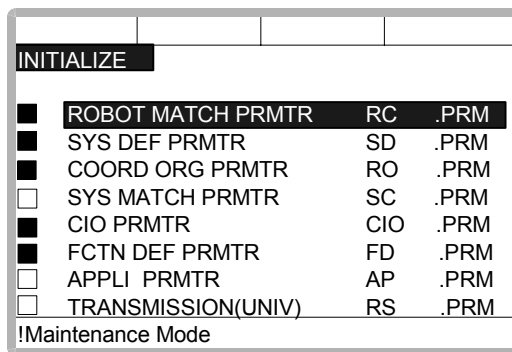 INITIALIZE
ROBOT MATCH PRMTR RC .PRM
SYS DEF PRMTR SD .PRM
COORD ORG PRMTR RO .PRM
SYS MATCH PRMTR SC .PRM
CIO PRMTR CIO .PRM
FCTN DEF PRMTR FD .PRM
APPLI PRMTR AP .PRM
TRANSMISSION(UNIV) RS .PRM
!Maintenance Mode